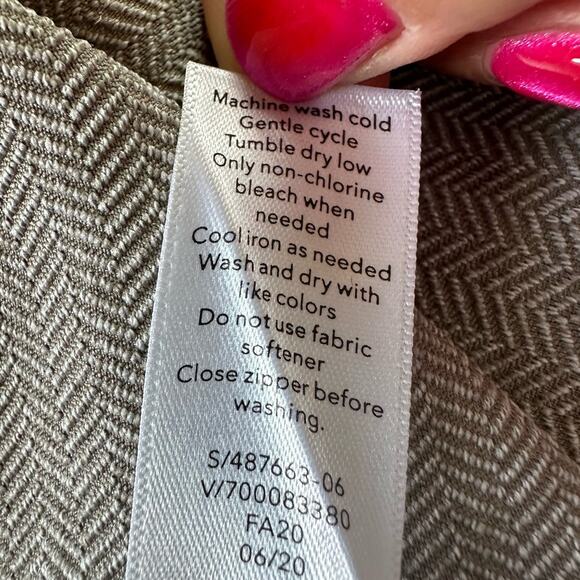 Machine wash cold
Gentle cycle
Tumble dry low
Only non-chlorine
bleach when
needed
Cool iron as needed
Wash and dry with
like colors
Do not use fabric
softener
Close zipper before
washing.
S/487663-06
V/700083380
FA20
06/20